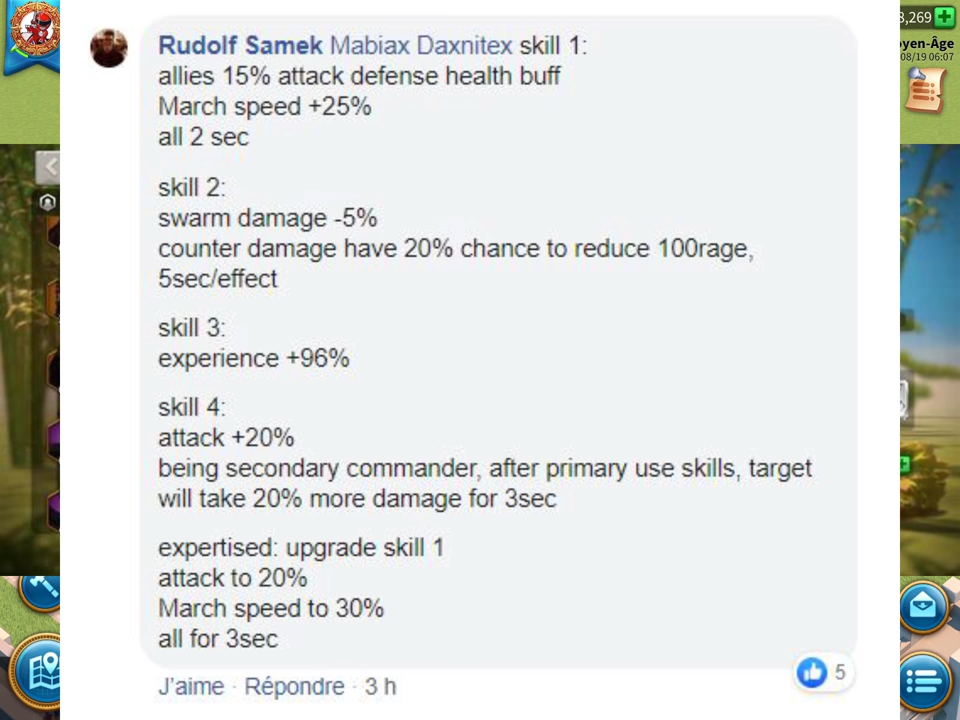 3,269
oyen-Âge
08/19 06:07
Rudolf Samek Mabiax Daxnitex skill 1:
allies 15% attack defense health buff
March speed +25%
all 2 sec
skill 2:
swarm damage -5%
counter damage have 20% chance to reduce 100rage,
5sec/effect
skill 3:
experience +96%
skill 4:
attack +20%
being secondary commander, after primary use skills, target
will take 20% more damage for 3sec
expertised: upgrade skill 1
attack to 20%
March speed to 30%
all for 3sec
5
J'aime · Répondre · 3 h